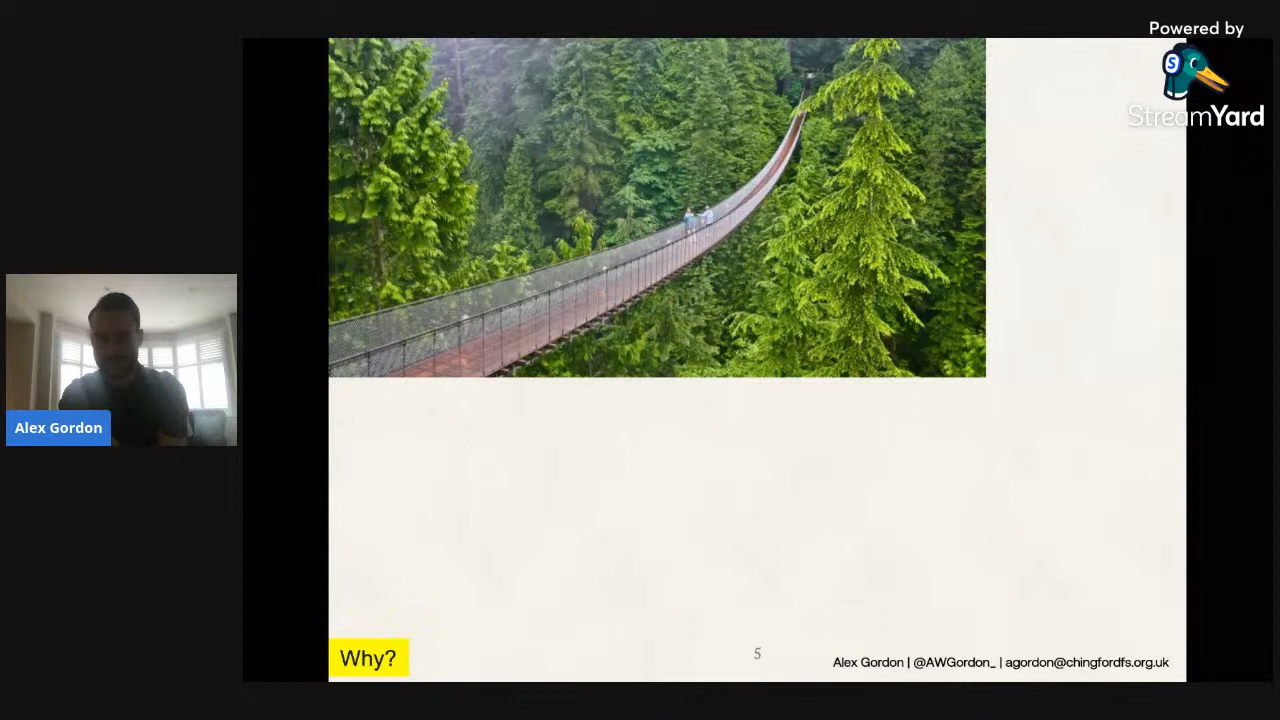 Powered by
S
StreamYard
Alex Gordon
Why?
5
Alex Gordon | @AWGordon_ | agordon@chingfordfs.org.uk